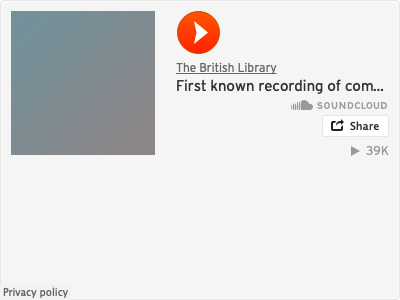 The British Library
First known recording of com...
SOUNDCLOUD
Share
39K
Privacy policy